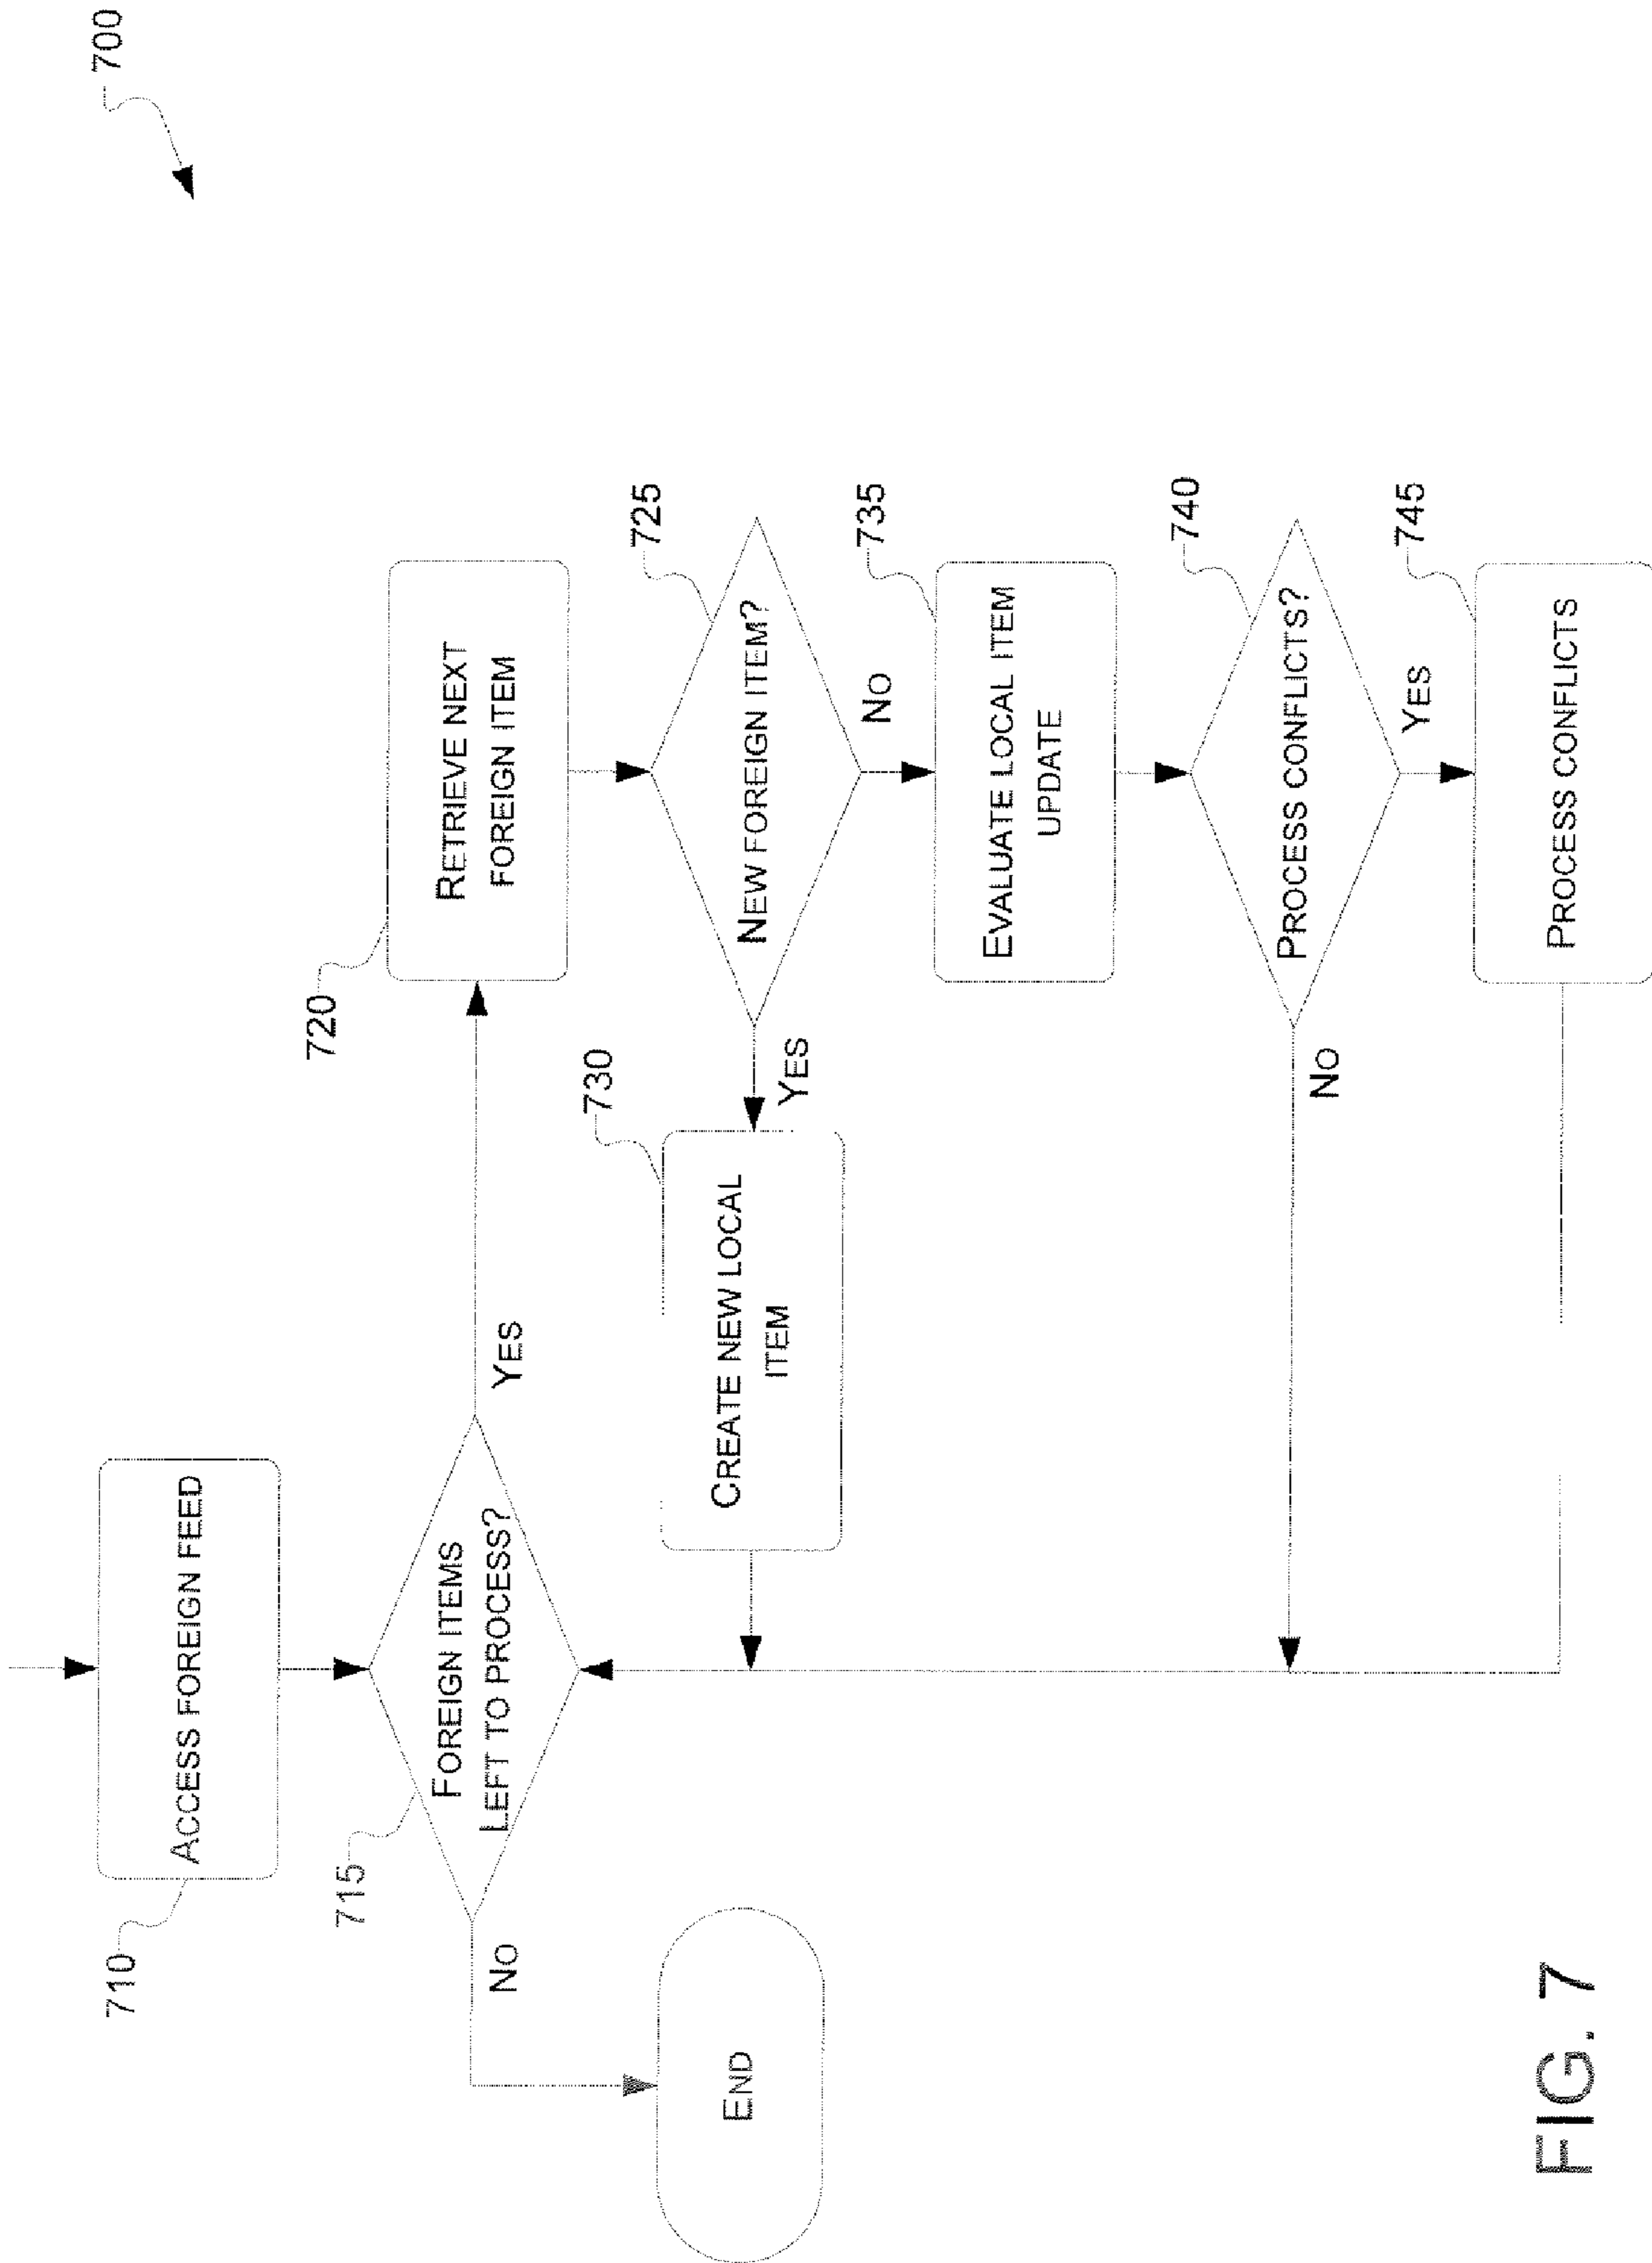 700
710
ACCESS FOREIGN FEED
715
FOREIGN ITEMS
LEFT TO PROCESS?
NO
YES
END
720
RETRIEVE NEXT
FOREIGN ITEM
725
NEW FOREIGN ITEM?
YES
NO
730
CREATE NEW LOCAL
ITEM
735
EVALUATE LOCAL ITEM
UPDATE
740
PROCESS CONFLICTS?
NO
YES
745
PROCESS CONFLICTS
FIG. 7